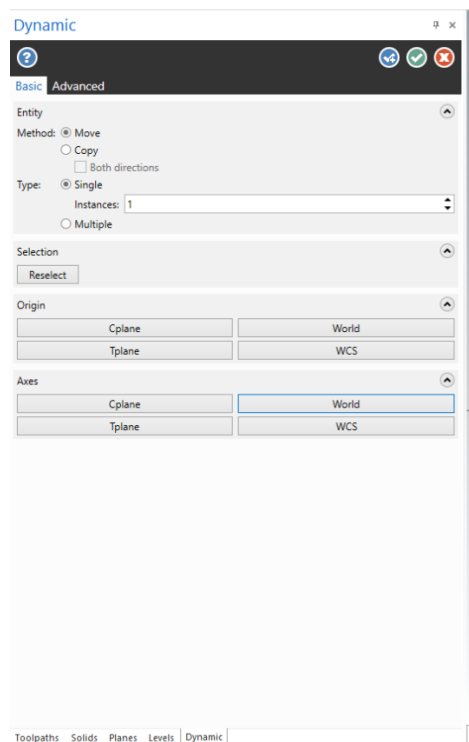 Dynamic
Basic Advanced
Entity
Method: Move
Copy
Both directions
Type: Single
Instances: 1
Multiple
Selection
Reselect
Origin
Cplane World
Tplane WCS
Axes
Cplane World
Tplane WCS
Toolpaths Solids Planes Levels Dynamic